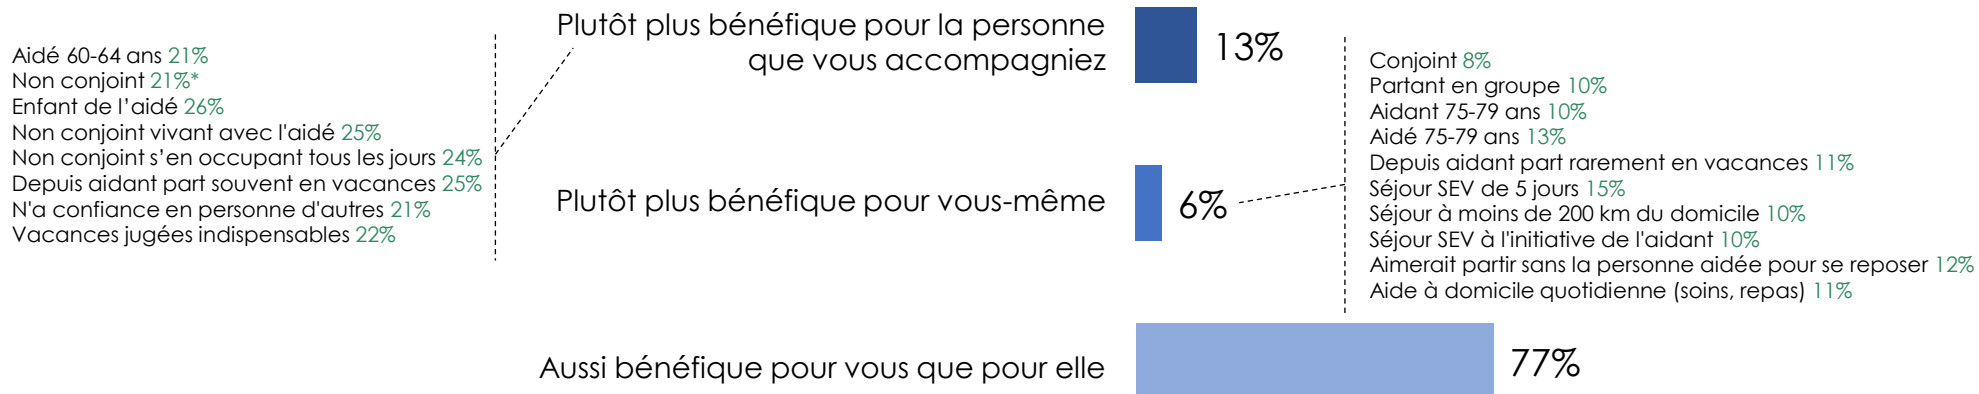 Aidé 60-64 ans 21%
Non conjoint 21%*
Enfant de l’aidé 26%
Non conjoint vivant avec l'aidé 25%
Non conjoint s’en occupant tous les jours 24%
Depuis aidant part souvent en vacances 25%
N'a confiance en personne d'autres 21%
Vacances jugées indispensables 22%
Plutôt plus bénéfique pour la personne
que vous accompagniez
13%
Plutôt plus bénéfique pour vous-même
6%
Conjoint 8%
Partant en groupe 10%
Aidant 75-79 ans 10%
Aidé 75-79 ans 13%
Depuis aidant part rarement en vacances 11%
Séjour SEV de 5 jours 15%
Séjour à moins de 200 km du domicile 10%
Séjour SEV à l'initiative de l'aidant 10%
Aimerait partir sans la personne aidée pour se reposer 12%
Aide à domicile quotidienne (soins, repas) 11%
Aussi bénéfique pour vous que pour elle
77%